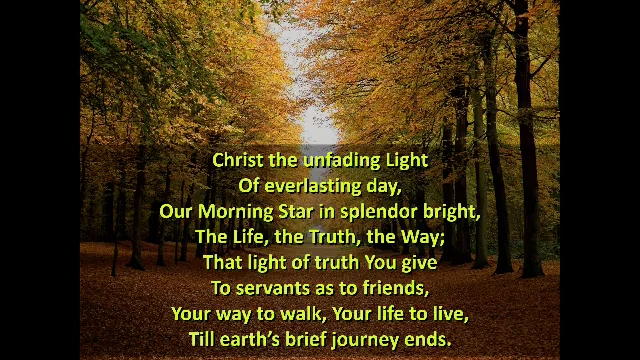 Christ the unfading Light
Of everlasting day,
Our Morning Star in splendor bright,
The Life, the Truth, the Way;
That light of truth You give
To servants as to friends,
Your way to walk, Your life to live,
Till earth’s brief journey ends.